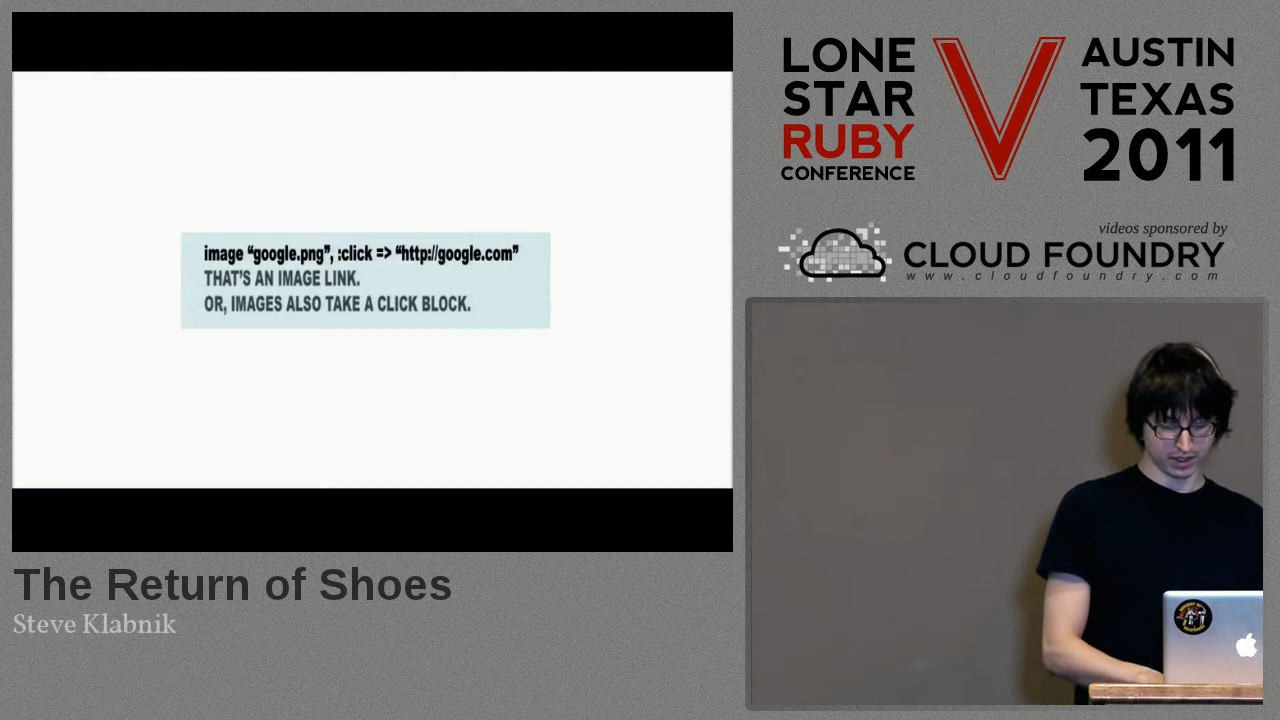 image “google.png”, :click => “http://google.com”
THAT’S AN IMAGE LINK.
OR, IMAGES ALSO TAKE A CLICK BLOCK.
The Return of Shoes
Steve Klabnik
LONE
STAR
RUBY
CONFERENCE
V
AUSTIN
TEXAS
2011
videos sponsored by
CLOUD FOUNDRY
www.cloudfoundry.com